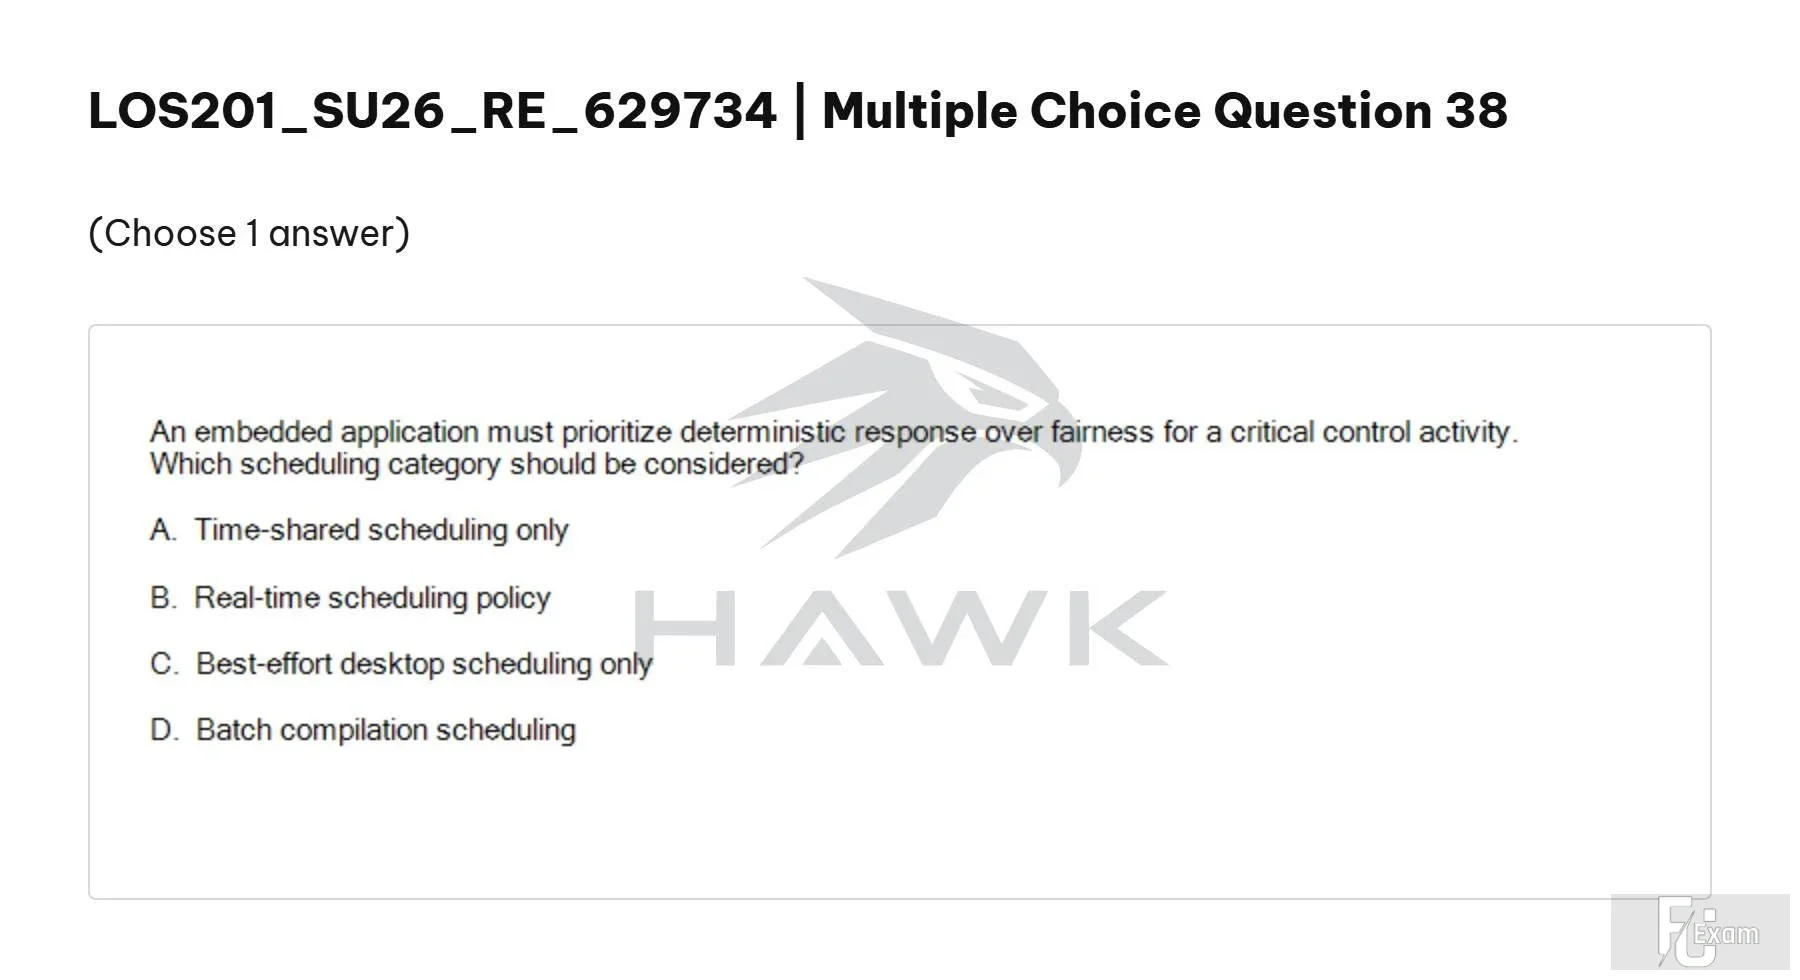 LOS201_SU26_RE_629734 | Multiple Choice Question 38
(Choose 1 answer)
An embedded application must prioritize deterministic response over fairness for a critical control activity.
Which scheduling category should be considered?
A. Time-shared scheduling only
B. Real-time scheduling policy
HAWK
C. Best-effort desktop scheduling only
D. Batch compilation scheduling
FU Exam